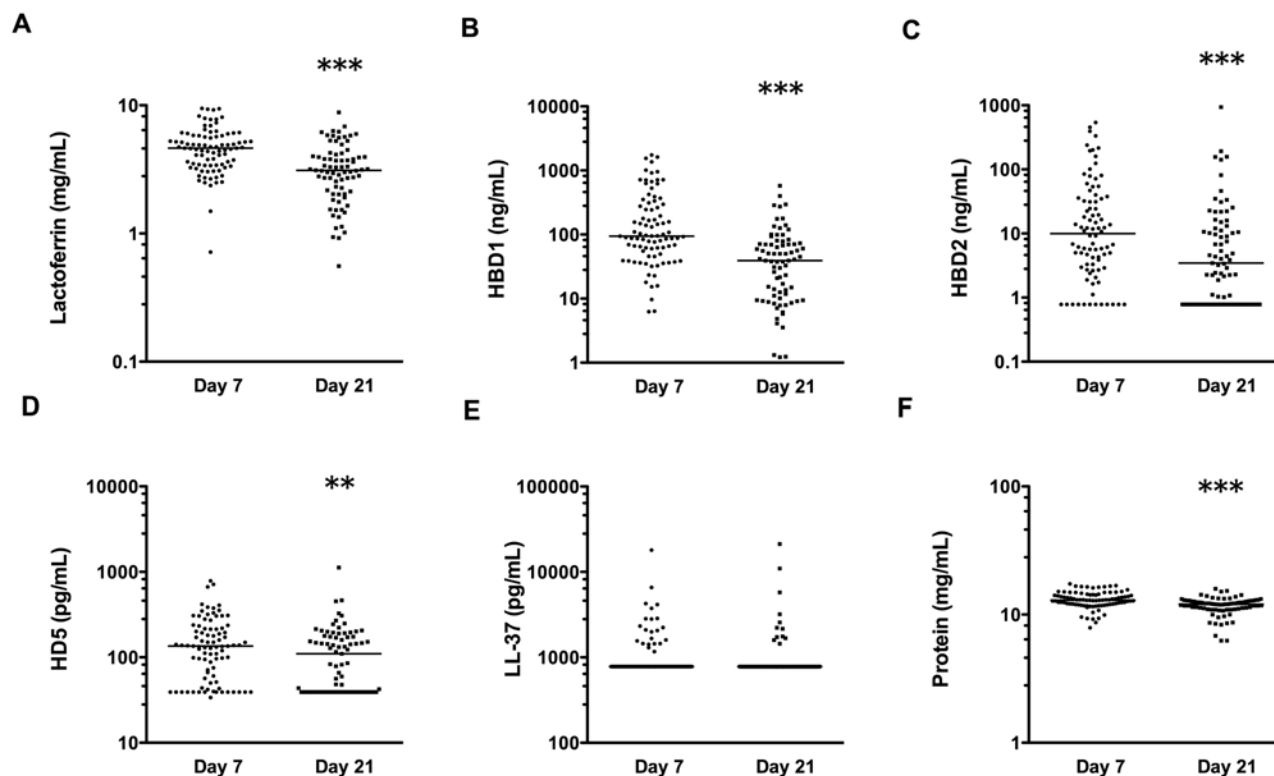 A
***
Lactoferrin (mg/mL)
10
1
0.1
Day 7 Day 21
B
***
HBD1 (ng/mL)
10000
1000
100
10
1
Day 7 Day 21
C
***
HBD2 (ng/mL)
1000
100
10
1
0.1
Day 7 Day 21
D
**
HD5 (pg/mL)
10000
1000
100
10
Day 7 Day 21
E
LL-37 (pg/mL)
100000
10000
1000
100
Day 7 Day 21
F
***
Protein (mg/mL)
100
10
1
Day 7 Day 21